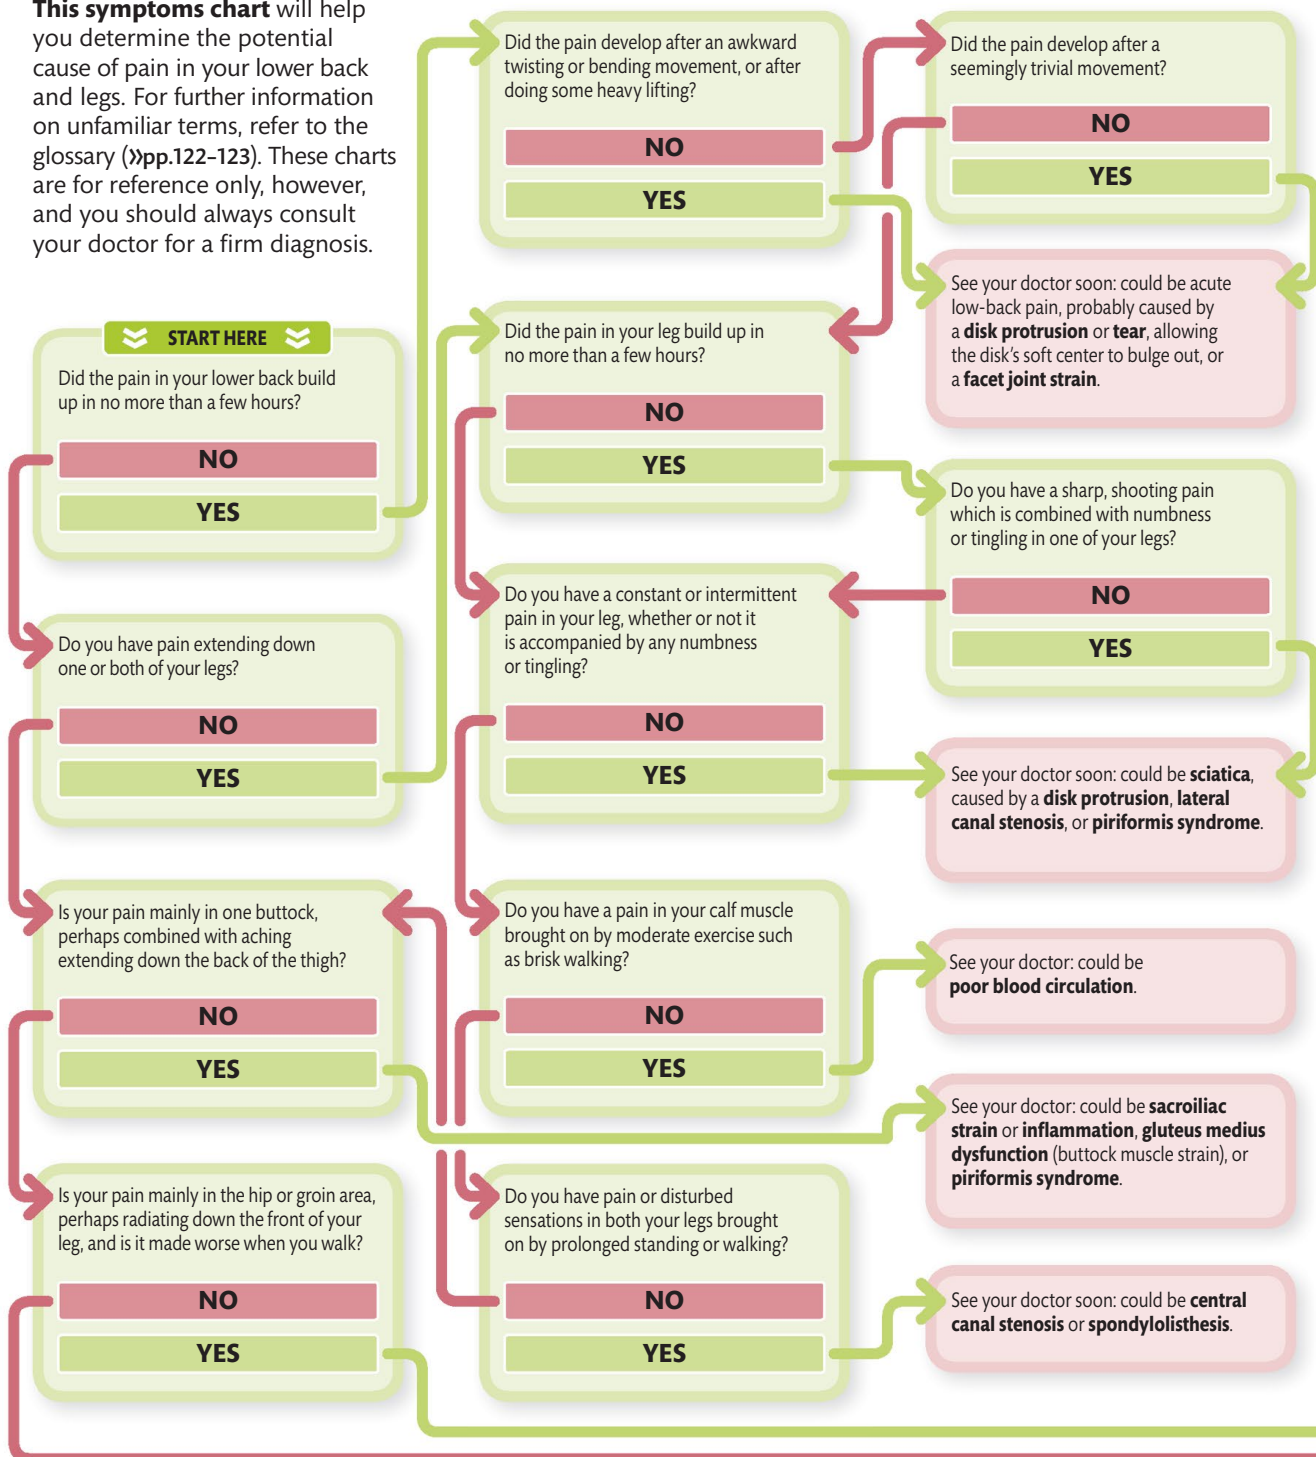 This symptoms chart will help
you determine the potential
cause of pain in your lower back
and legs. For further information
on unfamiliar terms, refer to the
glossary (»pp.122–123). These charts
are for reference only, however,
and you should always consult
your doctor for a firm diagnosis.
START HERE
Did the pain in your lower back build
up in no more than a few hours?
NO
YES
Do you have pain extending down
one or both of your legs?
NO
YES
Is your pain mainly in one buttock,
perhaps combined with aching
extending down the back of the thigh?
NO
YES
Is your pain mainly in the hip or groin area,
perhaps radiating down the front of your
leg, and is it made worse when you walk?
NO
YES
Did the pain develop after an awkward
twisting or bending movement, or after
doing some heavy lifting?
NO
YES
Did the pain in your leg build up in
no more than a few hours?
NO
YES
Do you have a constant or intermittent
pain in your leg, whether or not it
is accompanied by any numbness
or tingling?
NO
YES
Do you have a pain in your calf muscle
brought on by moderate exercise such
as brisk walking?
NO
YES
Do you have pain or disturbed
sensations in both your legs brought
on by prolonged standing or walking?
NO
YES
Did the pain develop after a
seemingly trivial movement?
NO
YES
See your doctor soon: could be acute
low-back pain, probably caused by
a disk protrusion or tear, allowing
the disk's soft center to bulge out, or
a facet joint strain.
Do you have a sharp, shooting pain
which is combined with numbness
or tingling in one of your legs?
NO
YES
See your doctor soon: could be sciatica,
caused by a disk protrusion, lateral
canal stenosis, or piriformis syndrome.
See your doctor: could be
poor blood circulation.
See your doctor: could be sacroiliac
strain or inflammation, gluteus medius
dysfunction (buttock muscle strain), or
piriformis syndrome.
See your doctor soon: could be central
canal stenosis or spondylolisthesis.